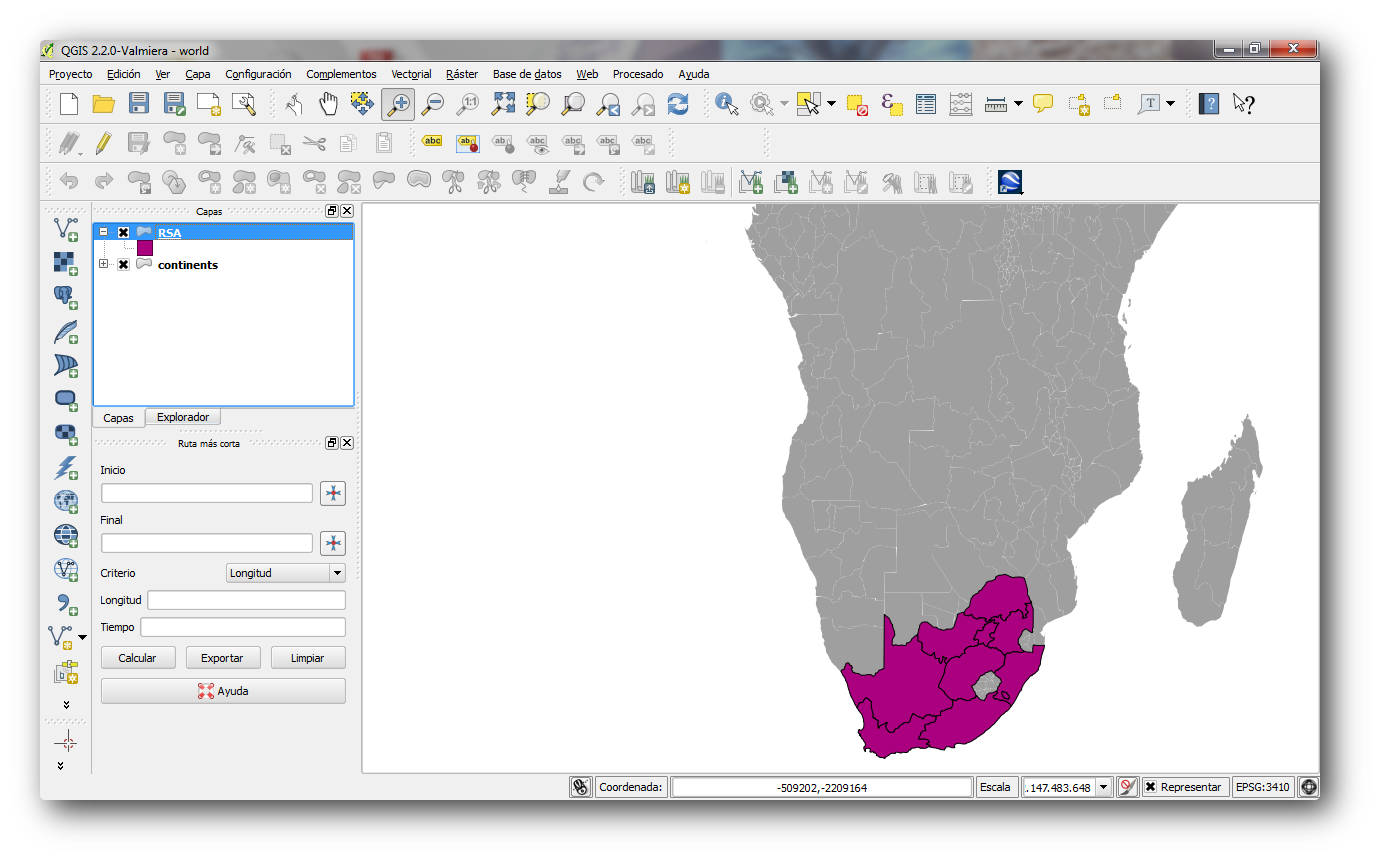 QGIS 2.2.0-Valmiera - world
Proyecto Edición Ver Capa Configuración Complementos Vectorial Ráster Base de datos Web Procesado Ayuda
1:1 ε T ? ?
abc abc abc abc abc abc abc
Capas
RSA
continents
Capas Explorador
Ruta más corta
Inicio
Final
Criterio Longitud
Longitud
Tiempo
Calcular Exportar Limpiar
Ayuda
Coordenada: -509202,-2209164 Escala .147.483.648 Representar EPSG:3410